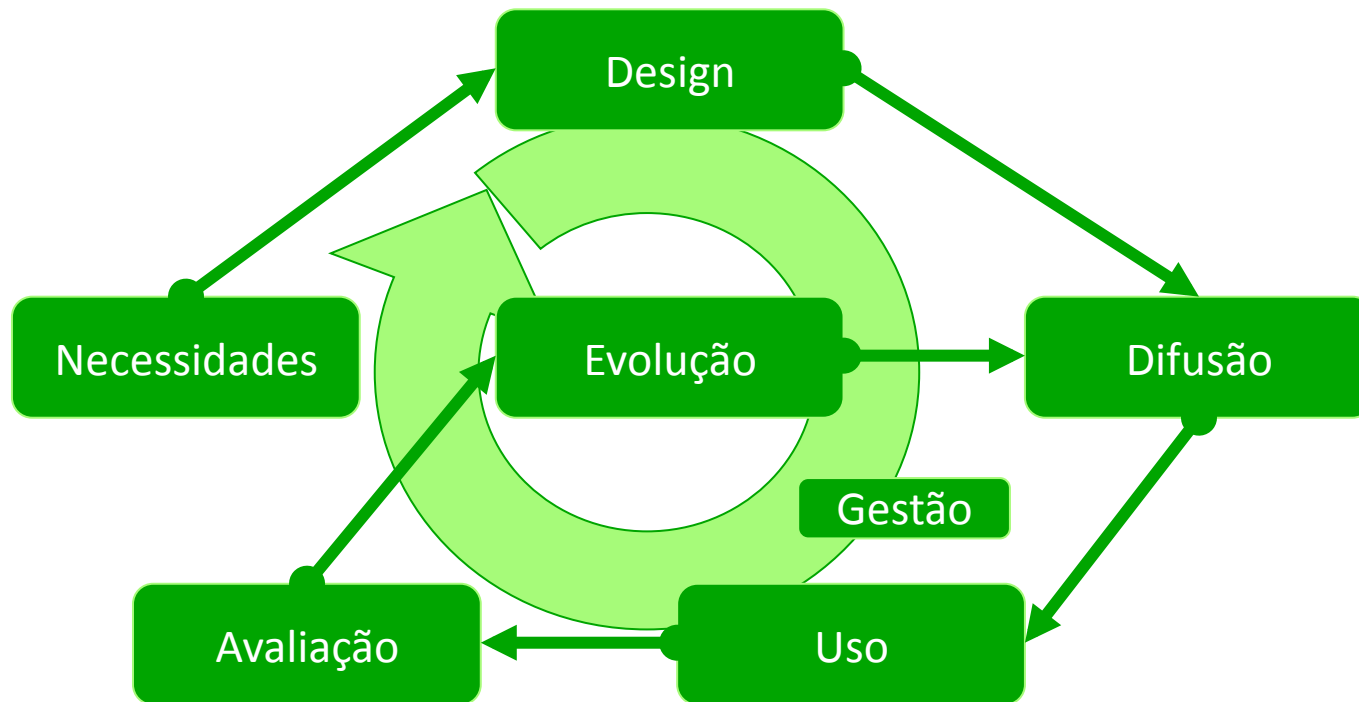 Design
Necessidades
Evolução
Difusão
Gestão
Avaliação
Uso